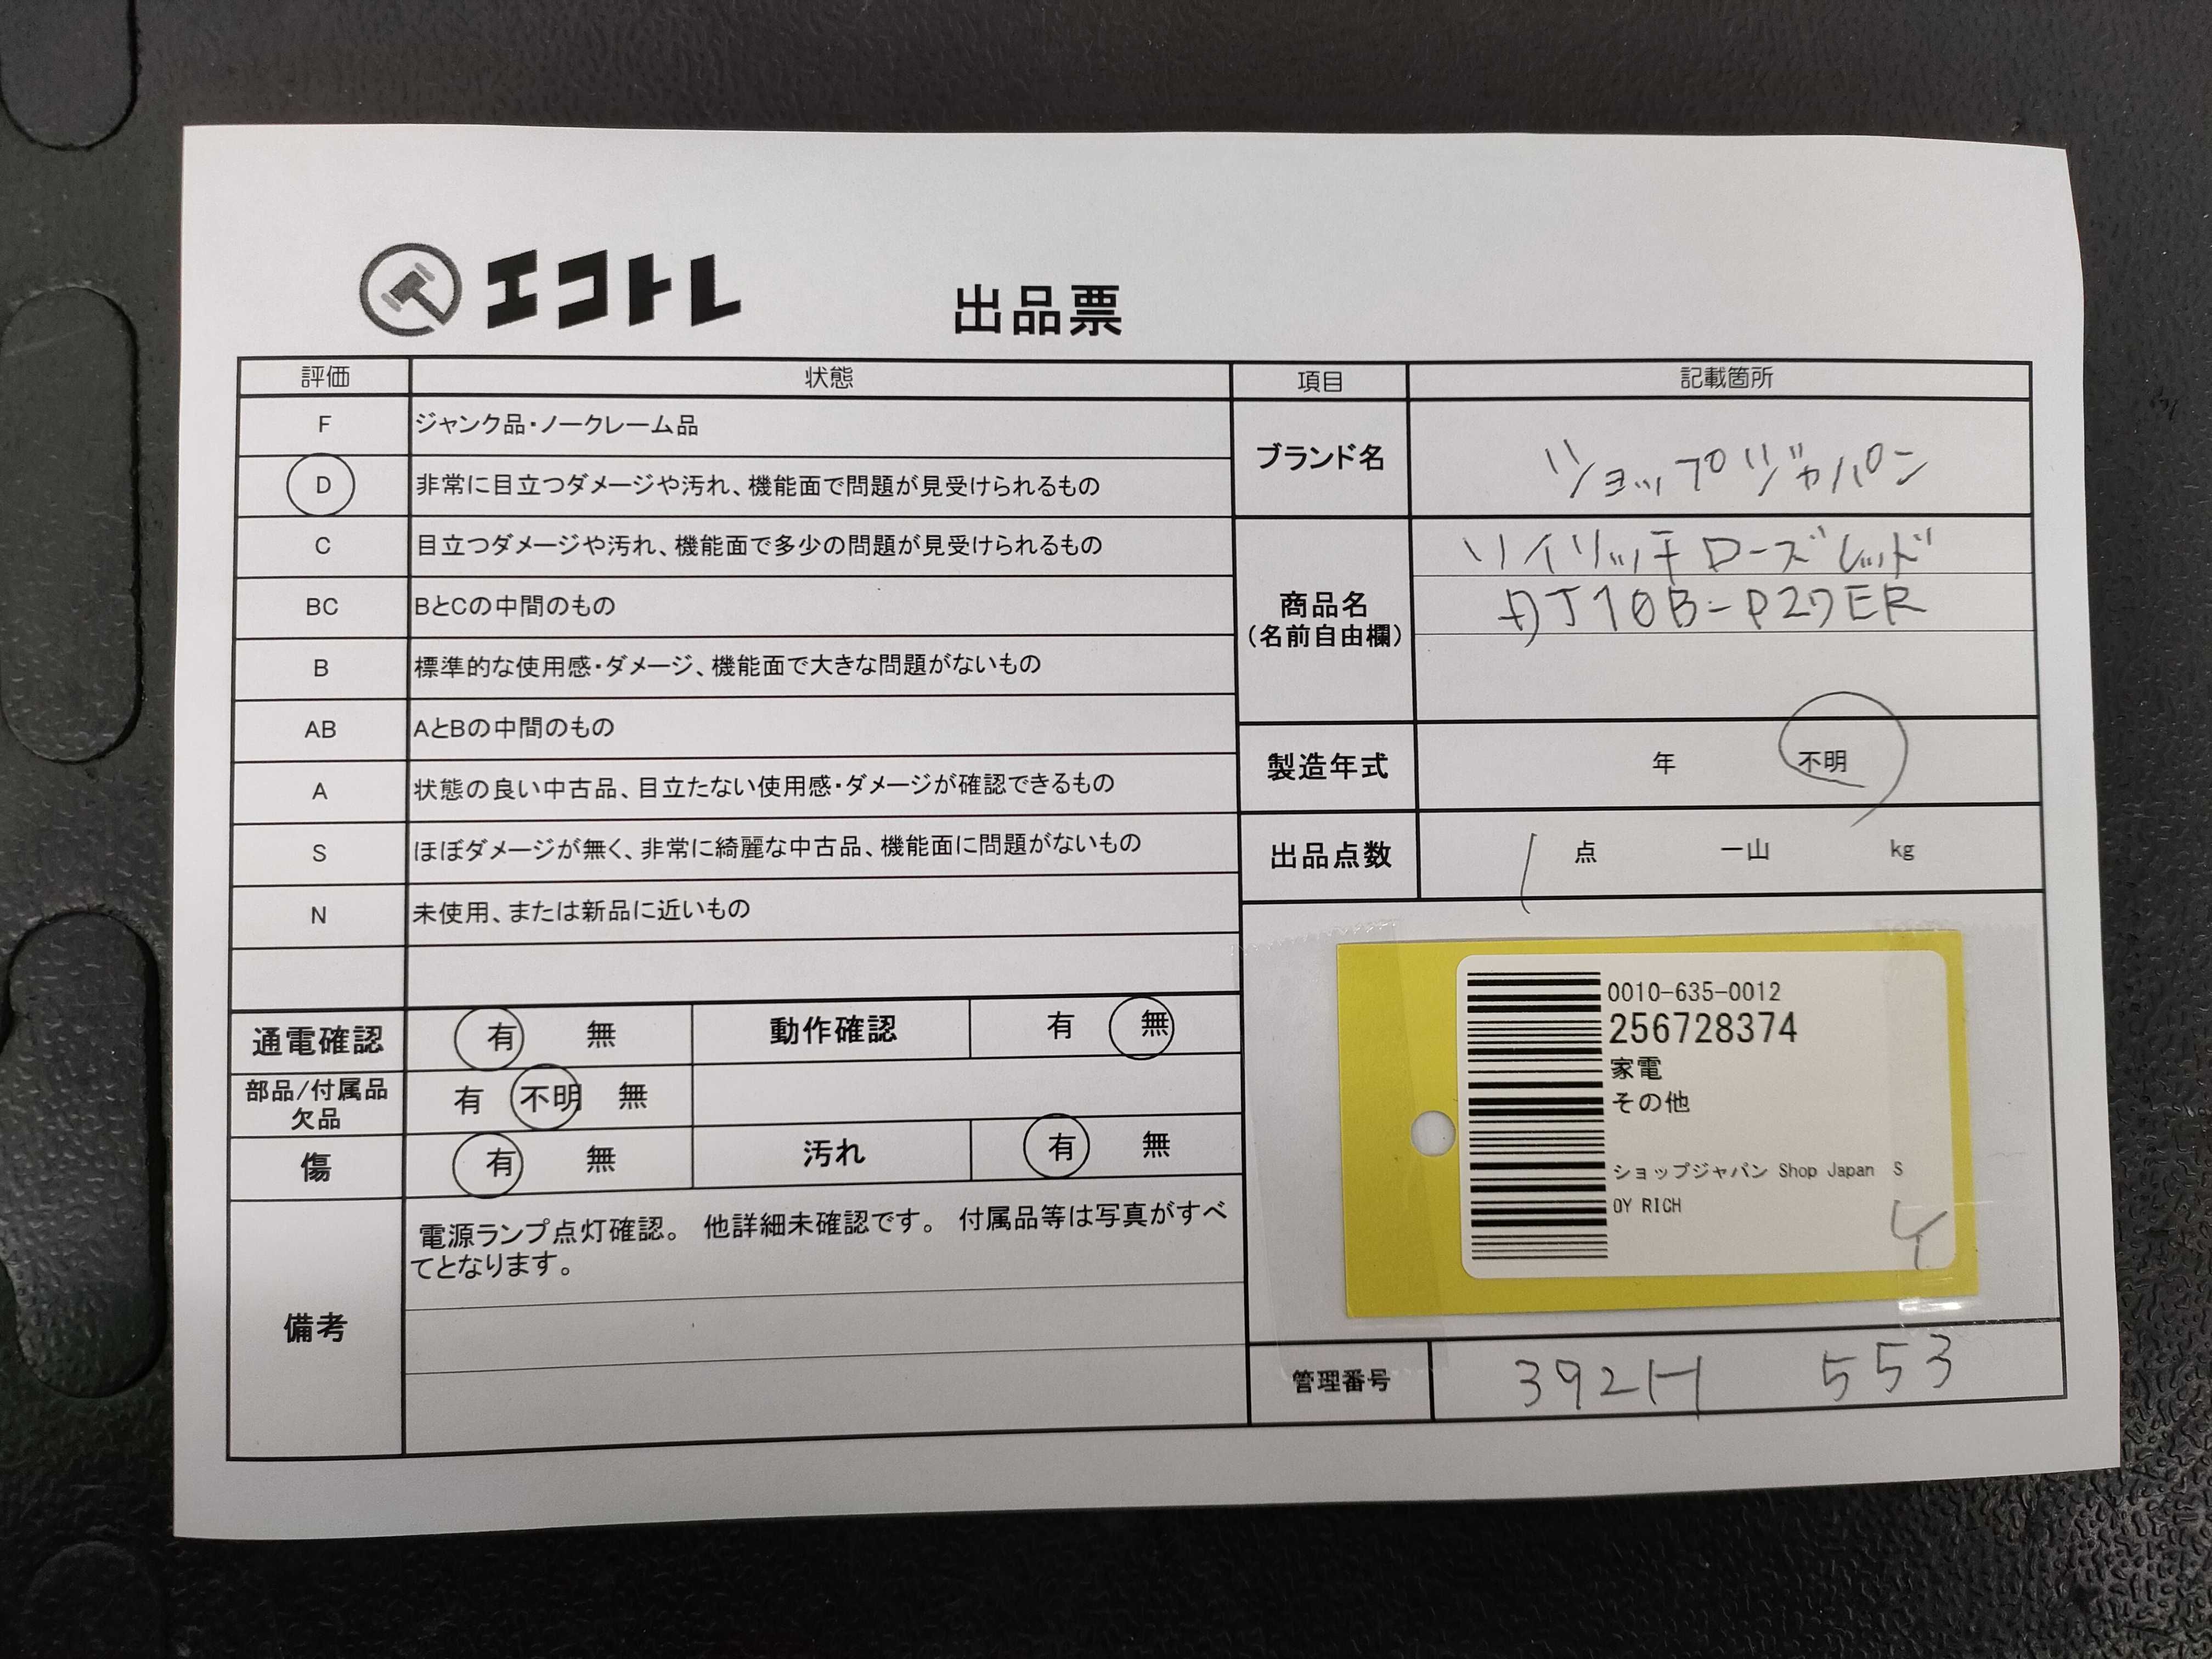 エコトレ
出品票
評価 状態
F ジャンク品・ノークレーム品
D 非常に目立つダメージや汚れ、機能面で問題が見受けられるもの
C 目立つダメージや汚れ、機能面で多少の問題が見受けられるもの
BC BとCの中間のもの
B 標準的な使用感・ダメージ、機能面で大きな問題がないもの
AB AとBの中間のもの
A 状態の良い中古品、目立たない使用感・ダメージが確認できるもの
S ほぼダメージが無く、非常に綺麗な中古品、機能面に問題がないもの
N 未使用、または新品に近いもの
通電確認 有 無 動作確認 有 無
部品/付属品
欠品
有 不明 無
傷 有 無 汚れ 有 無
備考
電源ランプ点灯確認。 他詳細未確認です。 付属品等は写真がすべ
てとなります。
項目 記載箇所
ブランド名 ショップジャパン
商品名
(名前自由欄)
ソイリッチローズレッド
DJ10B-P27ER
製造年式 年 不明
出品点数 1 点 一山 kg
0010-635-0012
256728374
家電
その他
ショップジャパン Shop Japan S
OY RICH
管理番号 392H 553